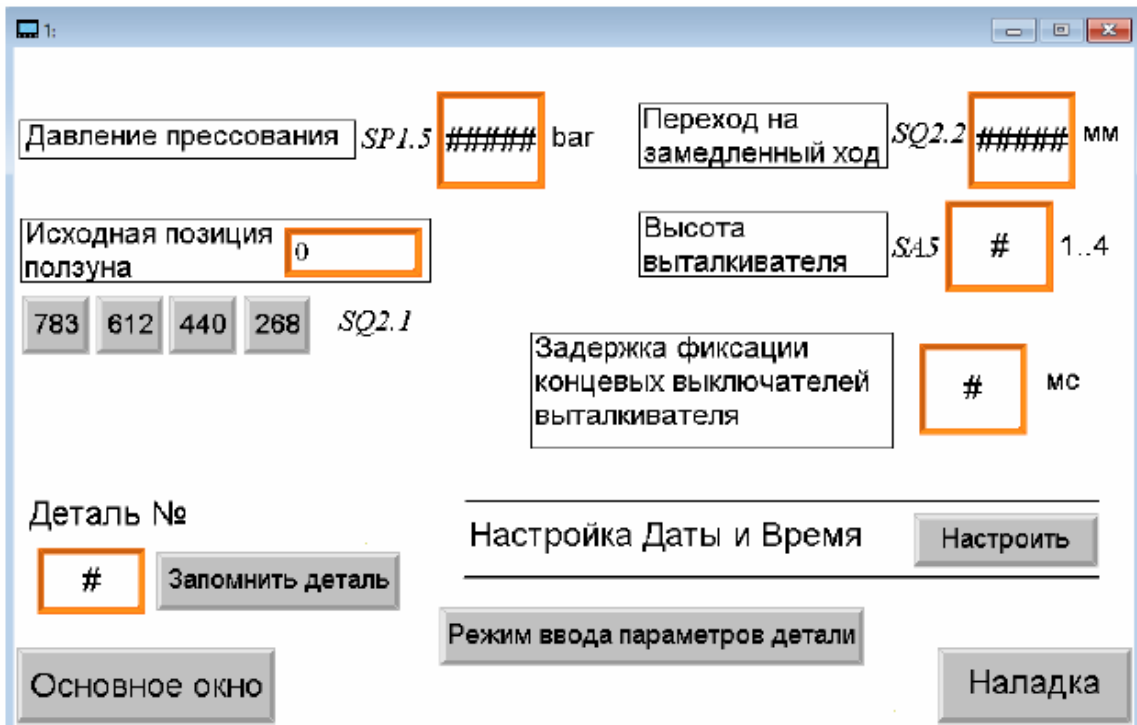 1:
Давление прессования SP1.5 ##### bar
Переход на
замедленный ход SQ2.2 ##### мм
Исходная позиция
ползуна 0
783 612 440 268 SQ2.1
Высота
выталкивателя SA5 # 1..4
Задержка фиксации
концевых выключателей
выталкивателя # мс
Деталь №
# Запомнить деталь
Настройка Даты и Время Настроить
Режим ввода параметров детали
Основное окно
Наладка